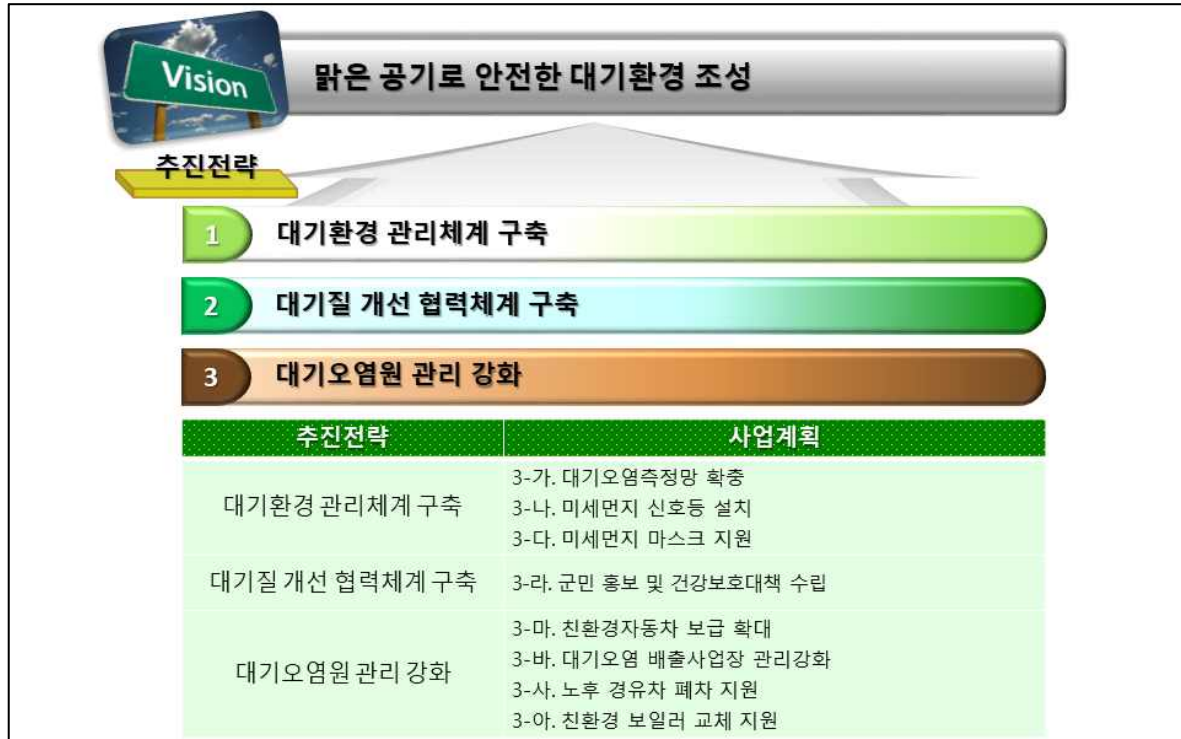 Vision
맑은 공기로 안전한 대기환경 조성
추진전략
1 대기환경 관리체계 구축
2 대기질 개선 협력체계 구축
3 대기오염원 관리 강화
추진전략 사업계획
대기환경 관리체계 구축
3-가. 대기오염측정망 확충
3-나. 미세먼지 신호등 설치
3-다. 미세먼지 마스크 지원
대기질 개선 협력체계 구축
3-라. 군민 홍보 및 건강보호대책 수립
대기오염원 관리 강화
3-마. 친환경자동차 보급 확대
3-바. 대기오염 배출사업장 관리강화
3-사. 노후 경유차 폐차 지원
3-아. 친환경 보일러 교체 지원